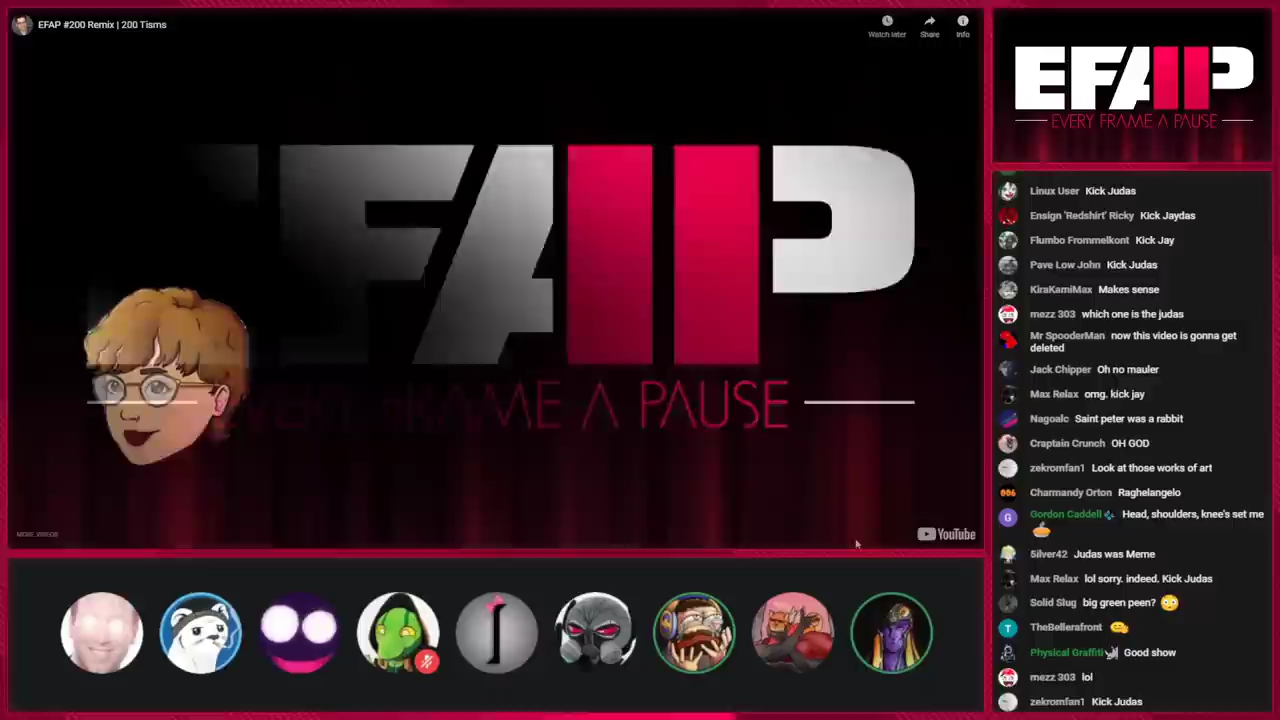 EFAP #200 Remix | 200 Tisms
Watch later
Share
Info
EFAP
EVERY FRAME A PAUSE
MORE VIDEOS
YouTube
EFAP
EVERY FRAME A PAUSE
Linux User Kick Judas
Ensign 'Redshirt' Ricky Kick Jaydas
Flumbo Frommelkont Kick Jay
Pave Low John Kick Judas
KiraKamiMax Makes sense
mezz 303 which one is the judas
Mr SpooderMan now this video is gonna get
deleted
Jack Chipper Oh no mauler
Max Relax omg. kick jay
Nagoalc Saint peter was a rabbit
Craptain Crunch OH GOD
zekromfan1 Look at those works of art
Charmandy Orton Raghelangelo
G Gordon Caddell Head, shoulders, knee's set me
5ilver42 Judas was Meme
Max Relax lol sorry. indeed. Kick Judas
Solid Slug big green peen? 😳
T TheBellerafront
Physical Graffiti Good show
mezz 303 lol
zekromfan1 Kick Judas